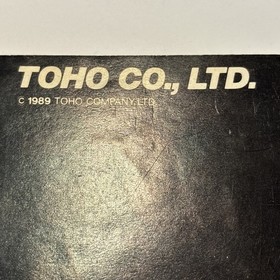 TOHO CO., LTD.
C 1989 TOHO COMPANY, LTD.